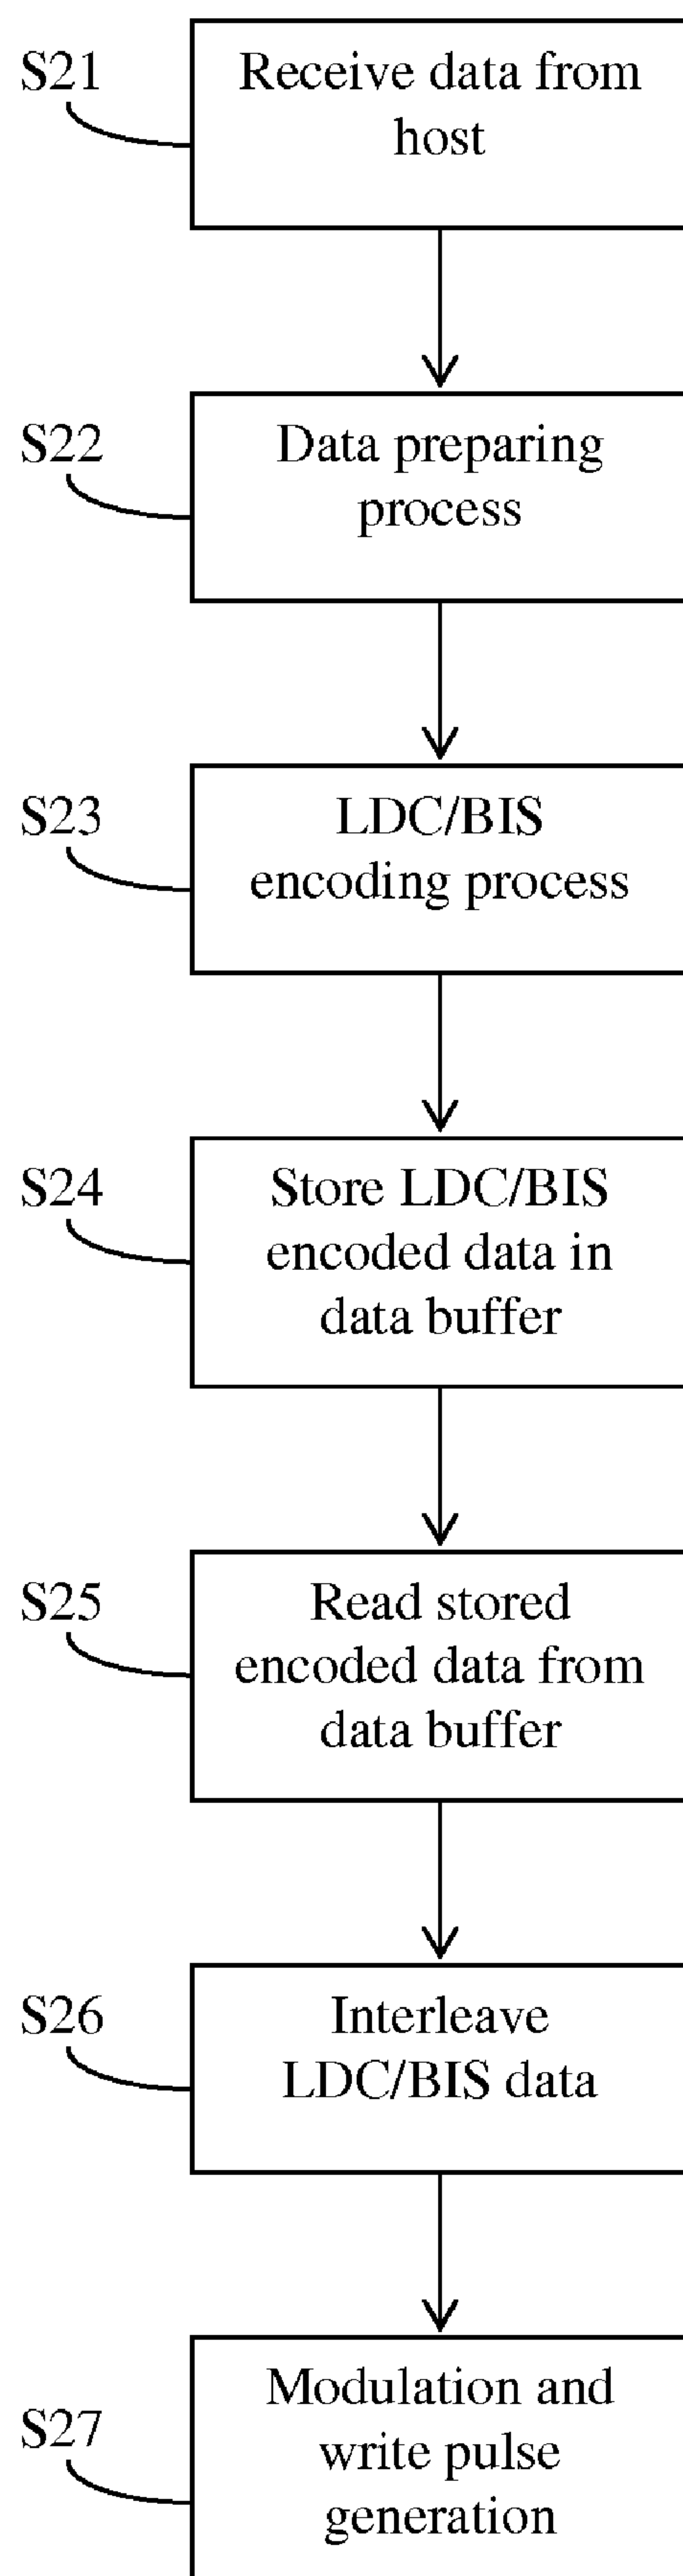 S21
Receive data from
host
S22
Data preparing
process
S23
LDC/BIS
encoding process
S24
Store LDC/BIS
encoded data in
data buffer
S25
Read stored
encoded data from
data buffer
S26
Interleave
LDC/BIS data
S27
Modulation and
write pulse
generation